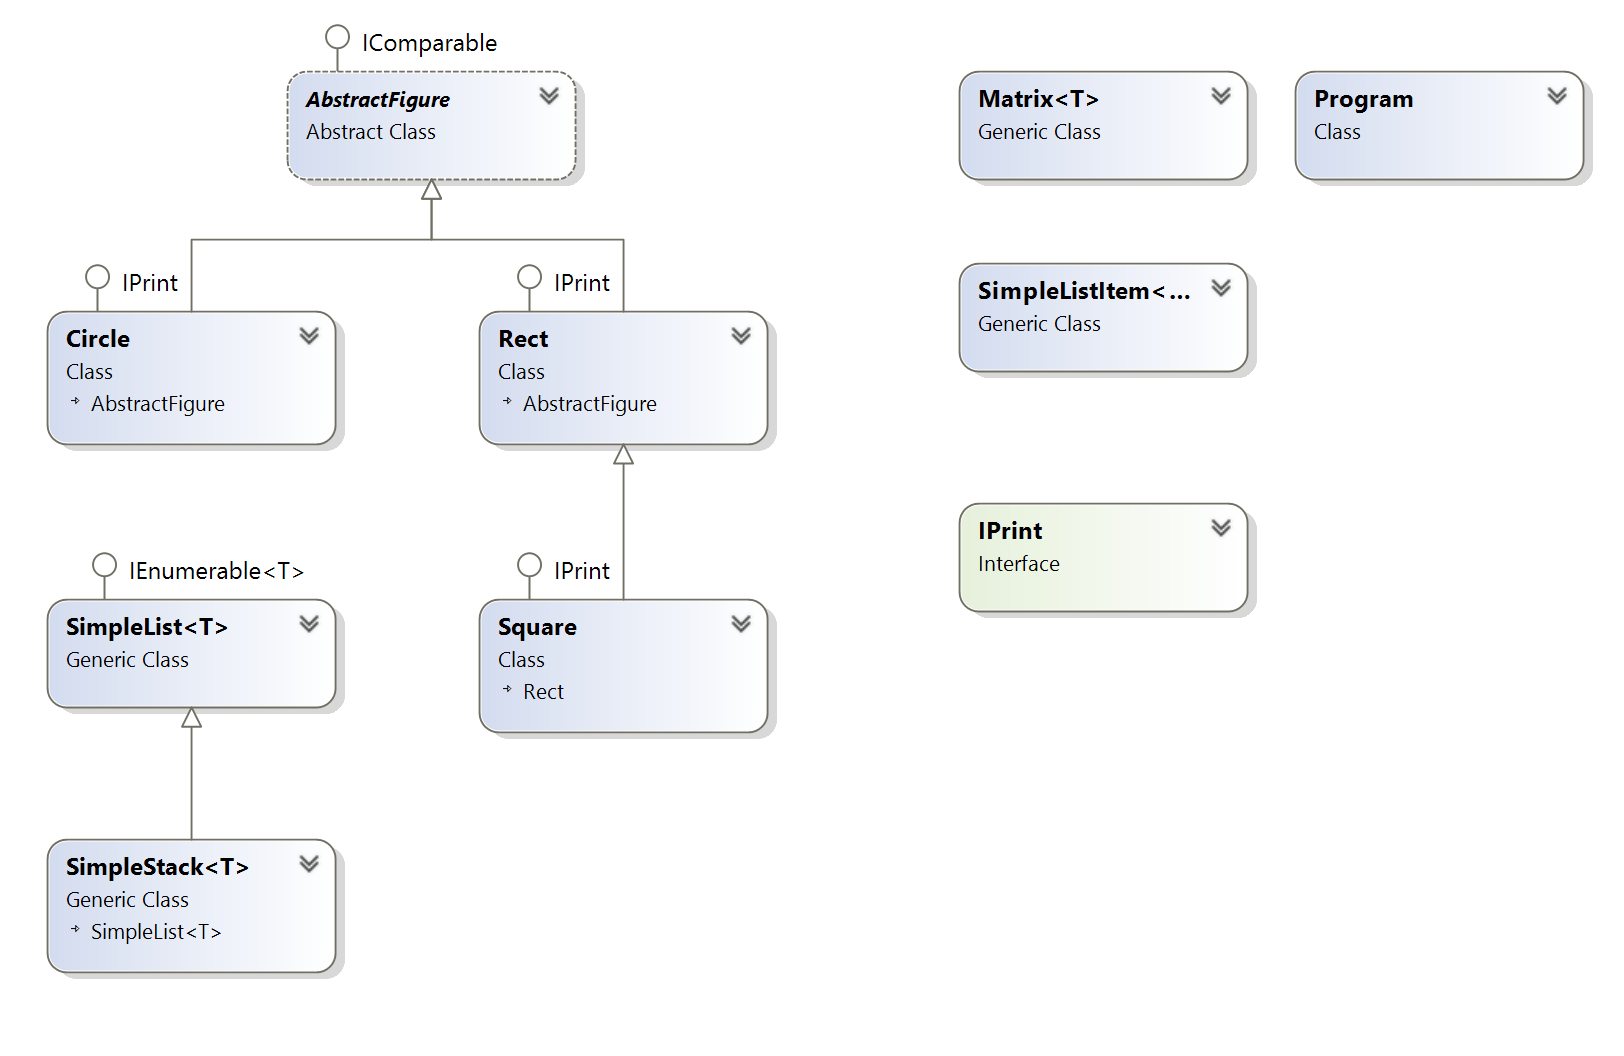 IComparable
AbstractFigure
Abstract Class
Matrix<T>
Generic Class
Program
Class
IPrint
Circle
Class
AbstractFigure
IPrint
Rect
Class
AbstractFigure
SimpleListItem<...
Generic Class
IPrint
Interface
IEnumerable<T>
SimpleList<T>
Generic Class
IPrint
Square
Class
Rect
SimpleStack<T>
Generic Class
SimpleList<T>